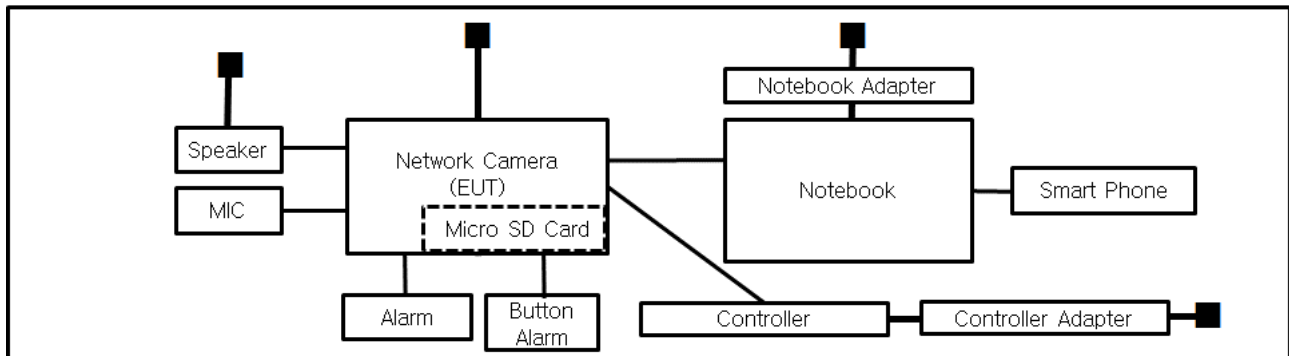 Notebook Adapter
Speaker
Network Camera
(EUT)
Notebook
MIC
Smart Phone
Micro SD Card
Alarm
Button
Alarm
Controller
Controller Adapter